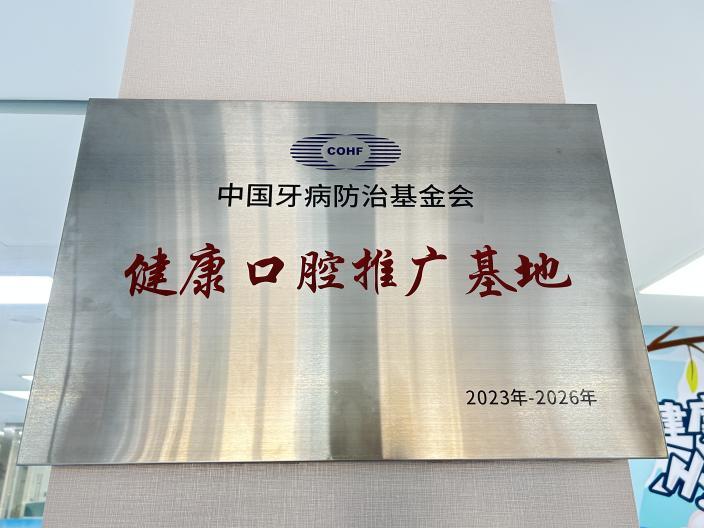 COHF
中国牙病防治基金会
健康口腔推广基地
2023年-2026年
健